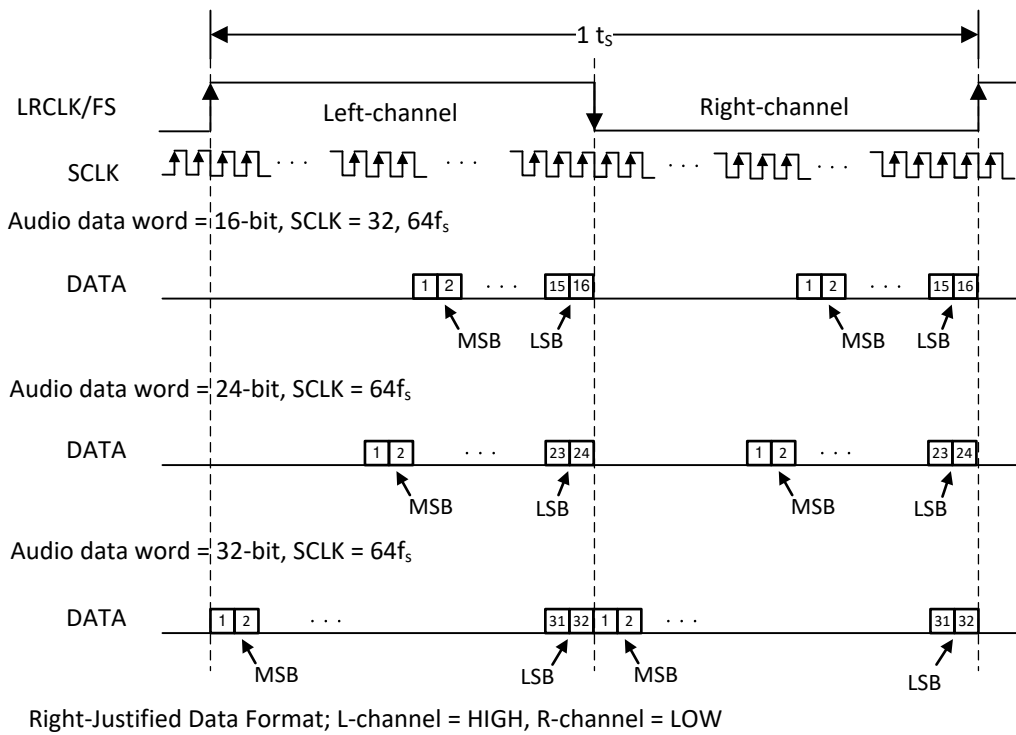 1 tₛ
LRCLK/FS
Left-channel
Right-channel
SCLK
. . .
. . .
. . .
. . .
Audio data word = 16-bit, SCLK = 32, 64fₛ
DATA
1 2 . . . 15 16
1 2 . . . 15 16
MSB LSB MSB LSB
Audio data word = 24-bit, SCLK = 64fₛ
DATA
1 2 . . . 23 24
1 2 . . . 23 24
MSB LSB MSB LSB
Audio data word = 32-bit, SCLK = 64fₛ
DATA
1 2 . . . 31 32 1 2 . . . 31 32
MSB LSB MSB LSB
Right-Justified Data Format; L-channel = HIGH, R-channel = LOW